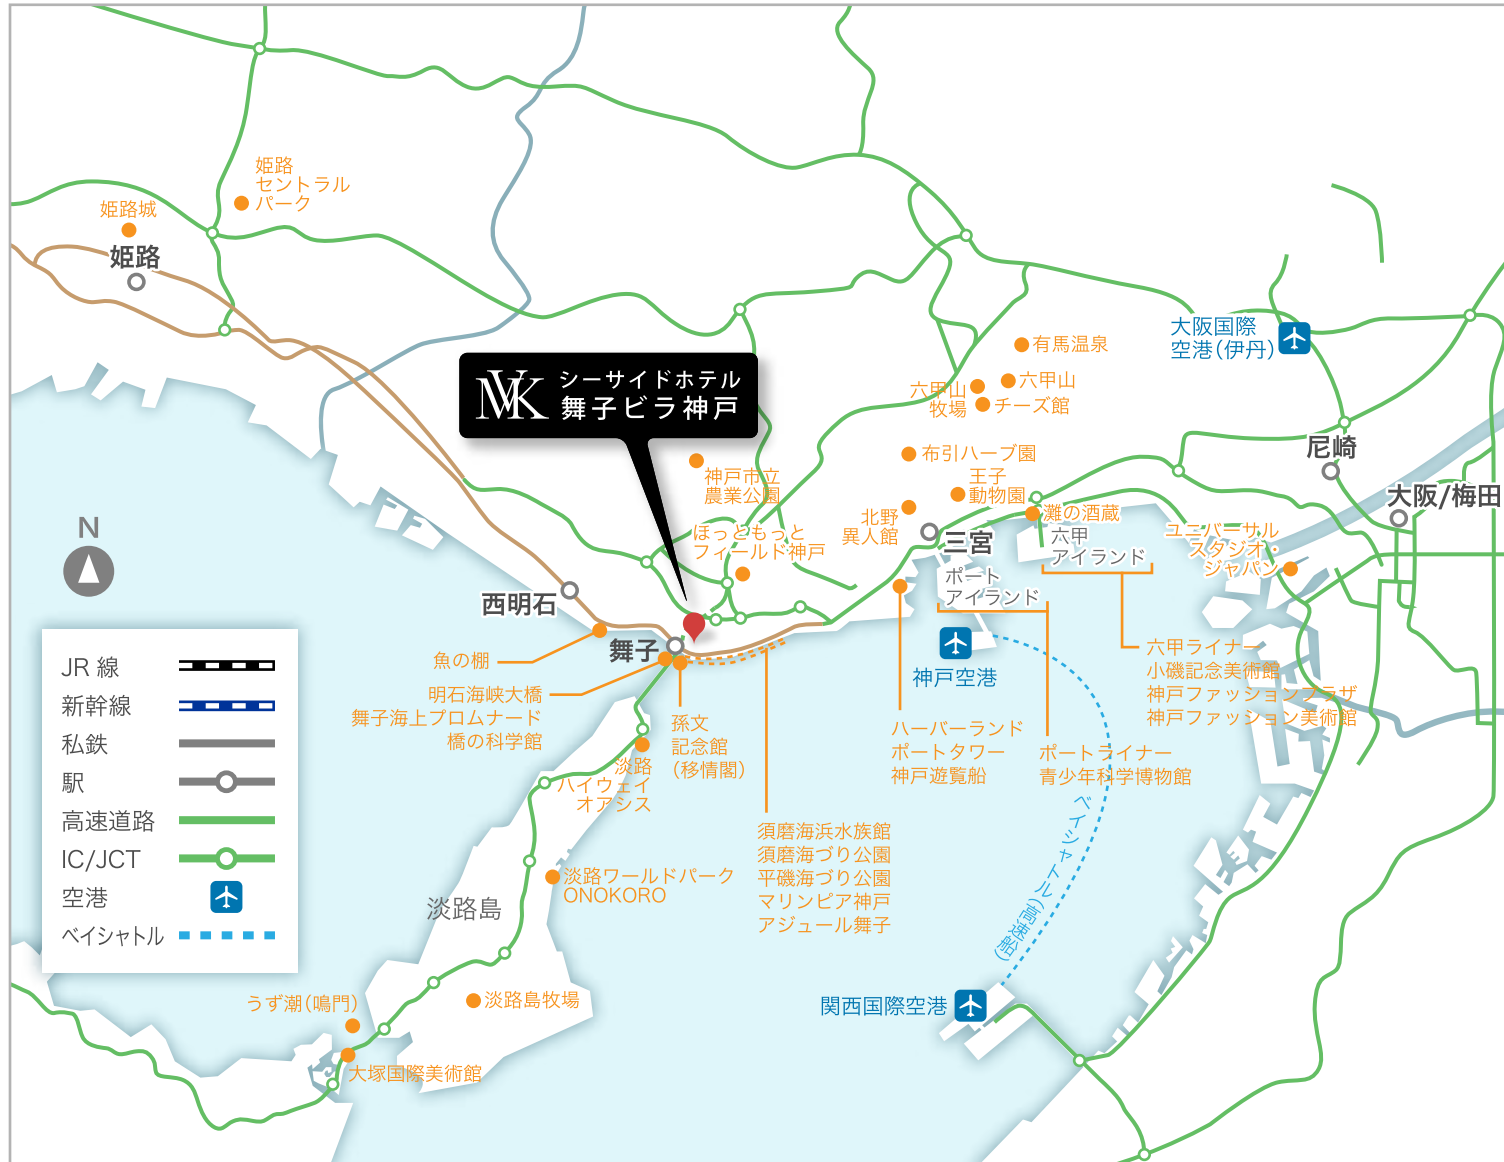 姫路
セントラル
パーク
姫路城
姫路
大阪国際
空港(伊丹)
有馬温泉
六甲山
六甲山
牧場
チーズ館
MVK
シーサイドホテル
舞子ビラ神戸
尼崎
大阪/梅田
布引ハーブ園
王子
動物園
神戸市立
農業公園
北野
異人館
三宮
灘の酒蔵
六甲
アイランド
ユニバーサル
スタジオ・
ジャパン
ほっともっと
フィールド神戸
ポート
アイランド
N
西明石
舞子
魚の棚
神戸空港
明石海峡大橋
舞子海上プロムナード
橋の科学館
孫文
記念館
(移情閣)
六甲ライナー
小磯記念美術館
神戸ファッションプラザ
神戸ファッション美術館
ハーバーランド
ポートタワー
神戸遊覧船
ポートライナー
青少年科学博物館
淡路
ハイウェイ
オアシス
須磨海浜水族館
須磨海づり公園
平磯海づり公園
マリンピア神戸
アジュール舞子
ベイシャトル(高速船)
淡路ワールドパーク
ONOKORO
淡路島
淡路島牧場
うず潮(鳴門)
大塚国際美術館
関西国際空港
JR 線
新幹線
私鉄
駅
高速道路
IC/JCT
空港
ベイシャトル